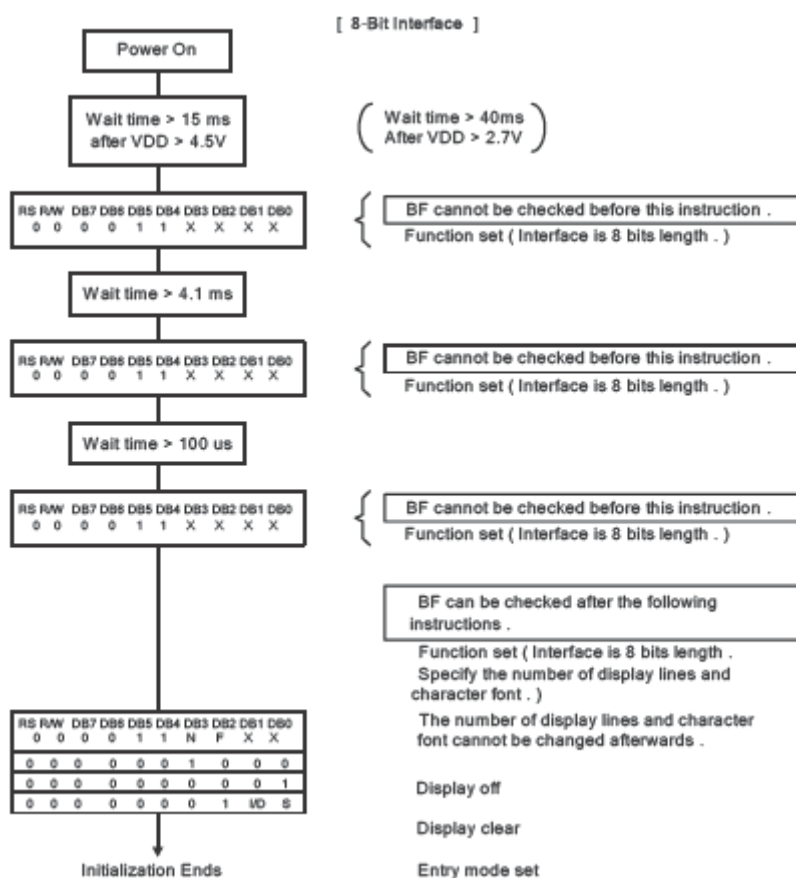 [ 8-Bit Interface ]
Power On
Wait time > 15 ms
after VDD > 4.5V
Wait time > 40ms
After VDD > 2.7V
RS R/W DB7 DB6 DB5 DB4 DB3 DB2 DB1 DB0
0 0 0 0 1 1 X X X X
BF cannot be checked before this instruction .
Function set ( Interface is 8 bits length . )
Wait time > 4.1 ms
RS R/W DB7 DB6 DB5 DB4 DB3 DB2 DB1 DB0
0 0 0 0 1 1 X X X X
BF cannot be checked before this instruction .
Function set ( Interface is 8 bits length . )
Wait time > 100 us
RS R/W DB7 DB6 DB5 DB4 DB3 DB2 DB1 DB0
0 0 0 0 1 1 X X X X
BF cannot be checked before this instruction .
Function set ( Interface is 8 bits length . )
BF can be checked after the following
instructions .
Function set ( Interface is 8 bits length .
Specify the number of display lines and
character font . )
The number of display lines and character
font cannot be changed afterwards .
RS R/W DB7 DB6 DB5 DB4 DB3 DB2 DB1 DB0
0 0 0 0 1 1 N F X X
0 0 0 0 0 0 1 0 0 0
0 0 0 0 0 0 0 0 0 1
0 0 0 0 0 0 0 1 I/D S
Display off
Display clear
Entry mode set
Initialization Ends